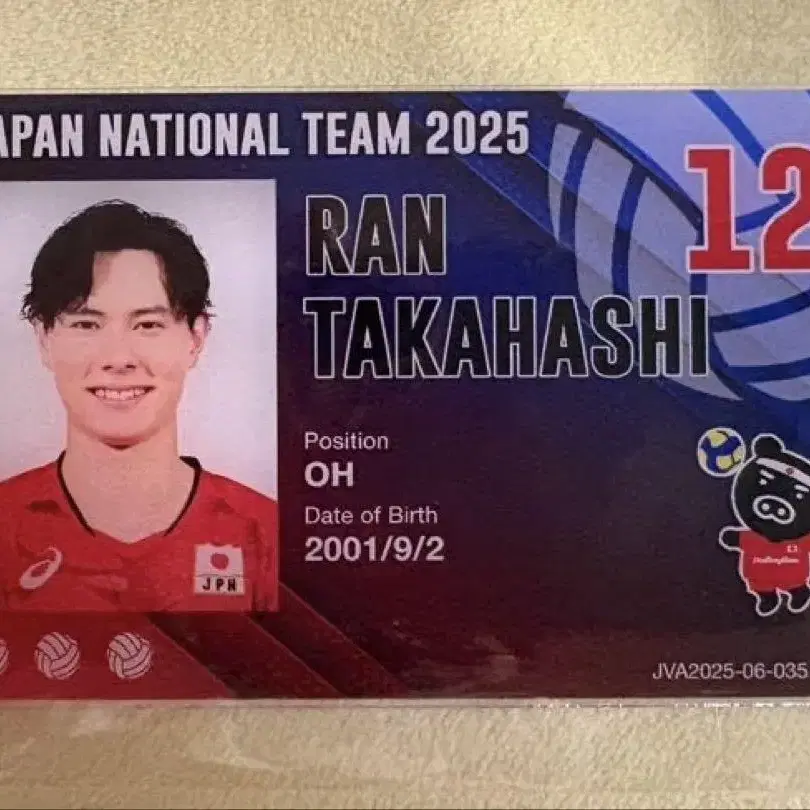 APAN NATIONAL TEAM 2025
12
RAN
TAKAHASHI
Position
OH
Date of Birth
2001/9/2
JPN
JVA2025-06-035